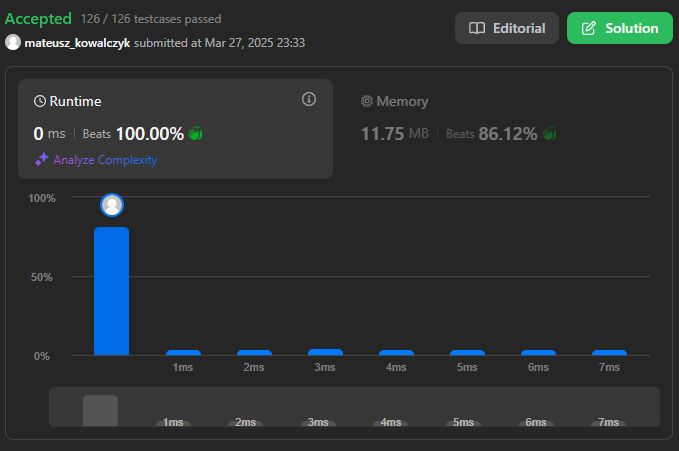 Accepted 126 / 126 testcases passed
mateusz_kowalczyk submitted at Mar 27, 2025 23:33
Editorial
Solution
Runtime
0 ms | Beats 100.00%
Analyze Complexity
Memory
11.75 MB | Beats 86.12%
100%
50%
0%
1ms 2ms 3ms 4ms 5ms 6ms 7ms
1ms 2ms 3ms 4ms 5ms 6ms 7ms